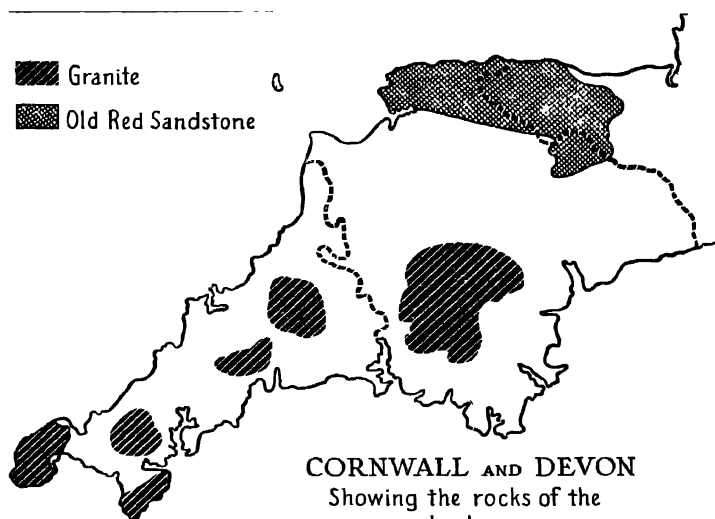 Granite
Old Red Sandstone
CORNWALL AND DEVON
Showing the rocks of the